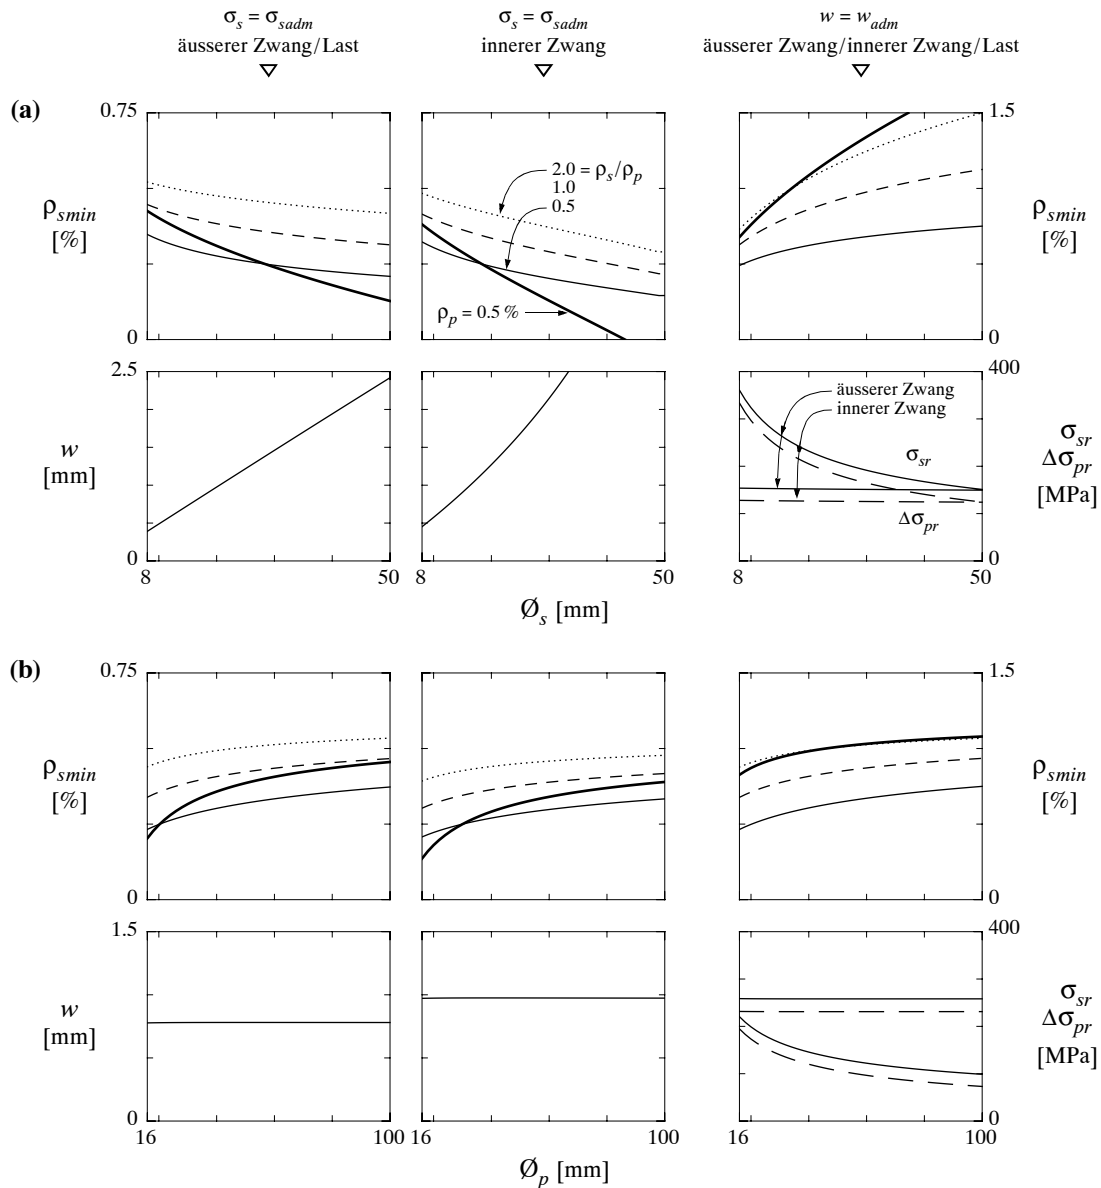 σs = σsadm
äusserer Zwang/Last
σs = σsadm
innerer Zwang
w = wadm
äusserer Zwang/innerer Zwang/Last
(a)
0.75
ρsmin
[%]
0
2.0 = ρs/ρp
1.0
0.5
ρp = 0.5 %
1.5
ρsmin
[%]
0
2.5
w
[mm]
0
8
50
8
50
Øs [mm]
äusserer Zwang
innerer Zwang
σsr
Δσpr
400
σsr
Δσpr
[MPa]
0
8
50
(b)
0.75
ρsmin
[%]
0
1.5
ρsmin
[%]
0
1.5
w
[mm]
0
16
100
16
100
Øp [mm]
400
σsr
Δσpr
[MPa]
0
16
100